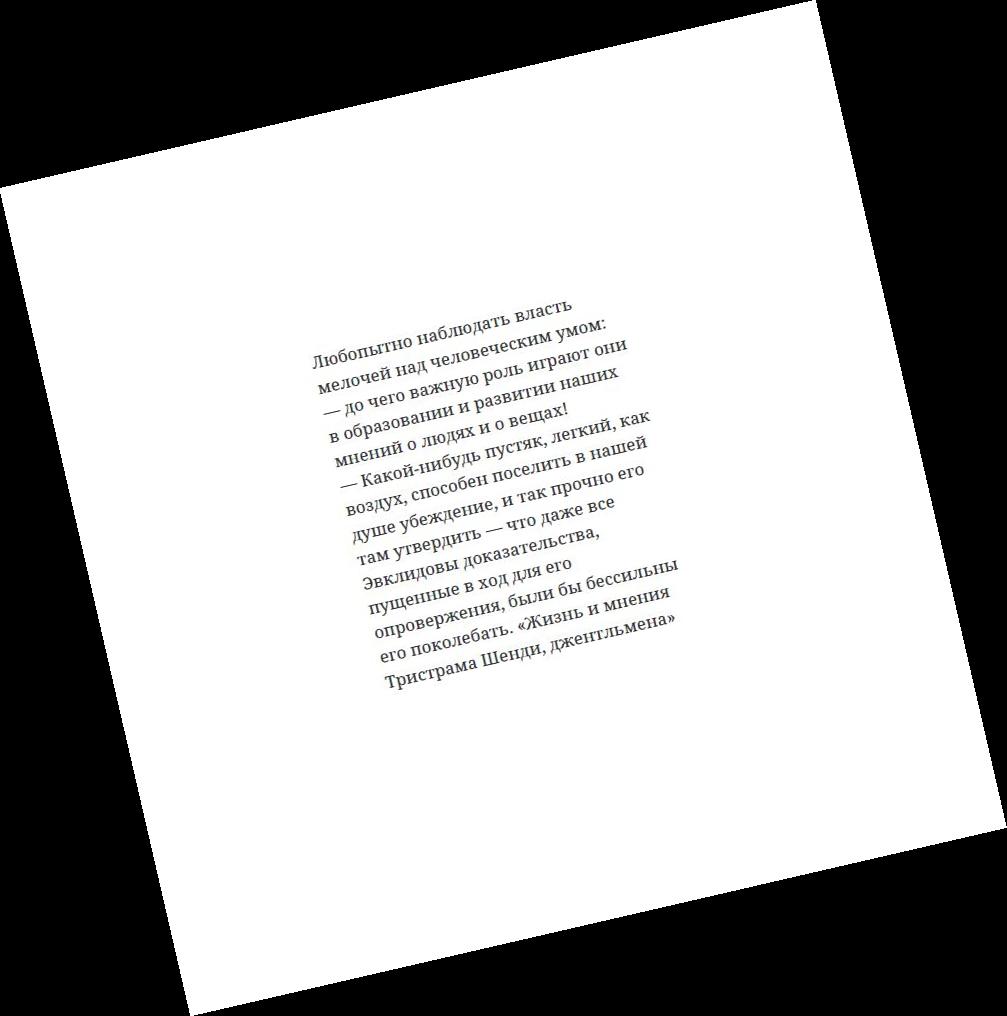 Любопытно наблюдать власть
мелочей над человеческим умом:
— до чего важную роль играют они
в образовании и развитии наших
мнений о людях и о вещах!
— Какой-нибудь пустяк, легкий, как
воздух, способен поселить в нашей
душе убеждение, и так прочно его
там утвердить — что даже все
Эвклидовы доказательства,
пущенные в ход для его
опровержения, были бы бессильны
его поколебать. «Жизнь и мнения
Тристрама Шенди, джентльмена»